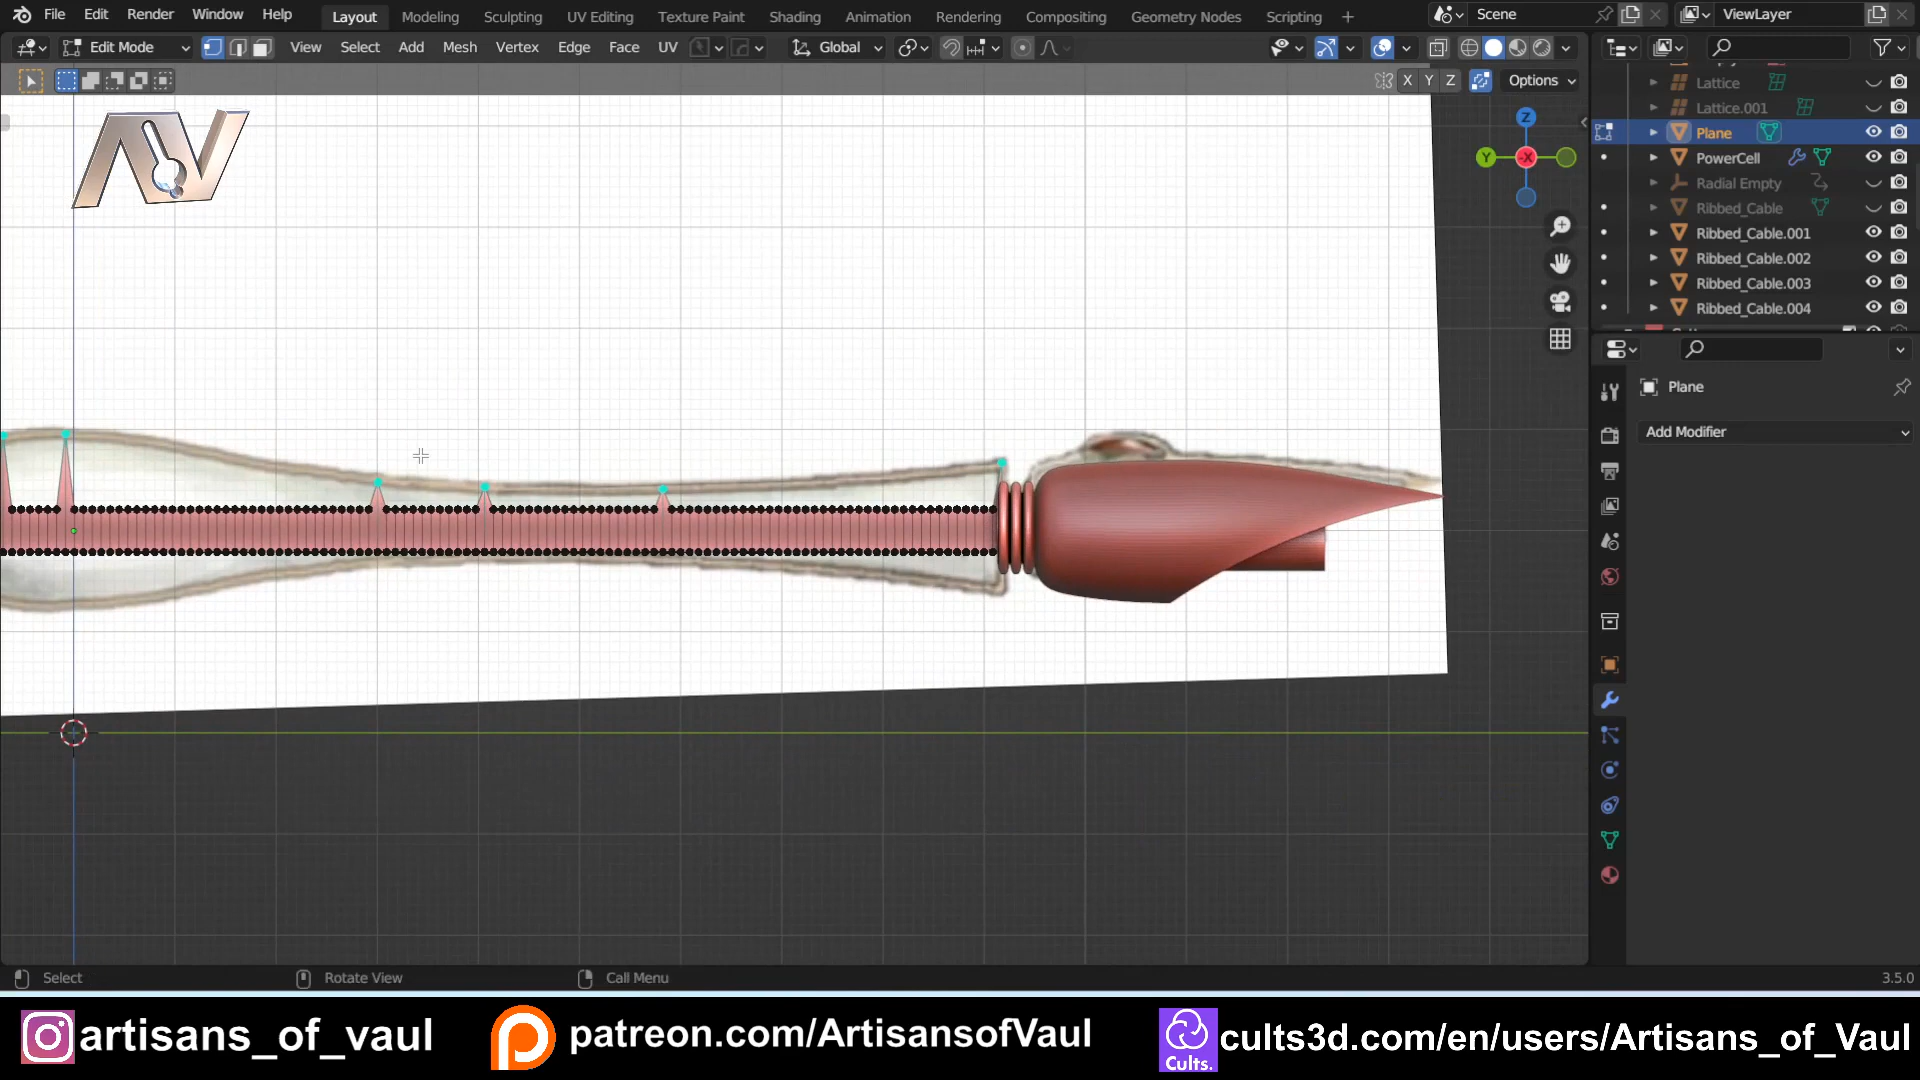 File Edit Render Window Help Layout Modeling Sculpting UV Editing Texture Paint Shading Animation Rendering Compositing Geometry Nodes Scripting + Scene ViewLayer
Edit Mode View Select Add Mesh Vertex Edge Face UV Global
X Y Z Options
Lattice
Lattice.001
Plane
PowerCell
Radial Empty
Ribbed_Cable
Ribbed_Cable.001
Ribbed_Cable.002
Ribbed_Cable.003
Ribbed_Cable.004
Z
Y -X
AV
Plane
Add Modifier
Select Rotate View Call Menu 3.5.0
artisans_of_vaul patreon.com/ArtisansofVaul cults3d.com/en/users/Artisans_of_Vaul
Cults.